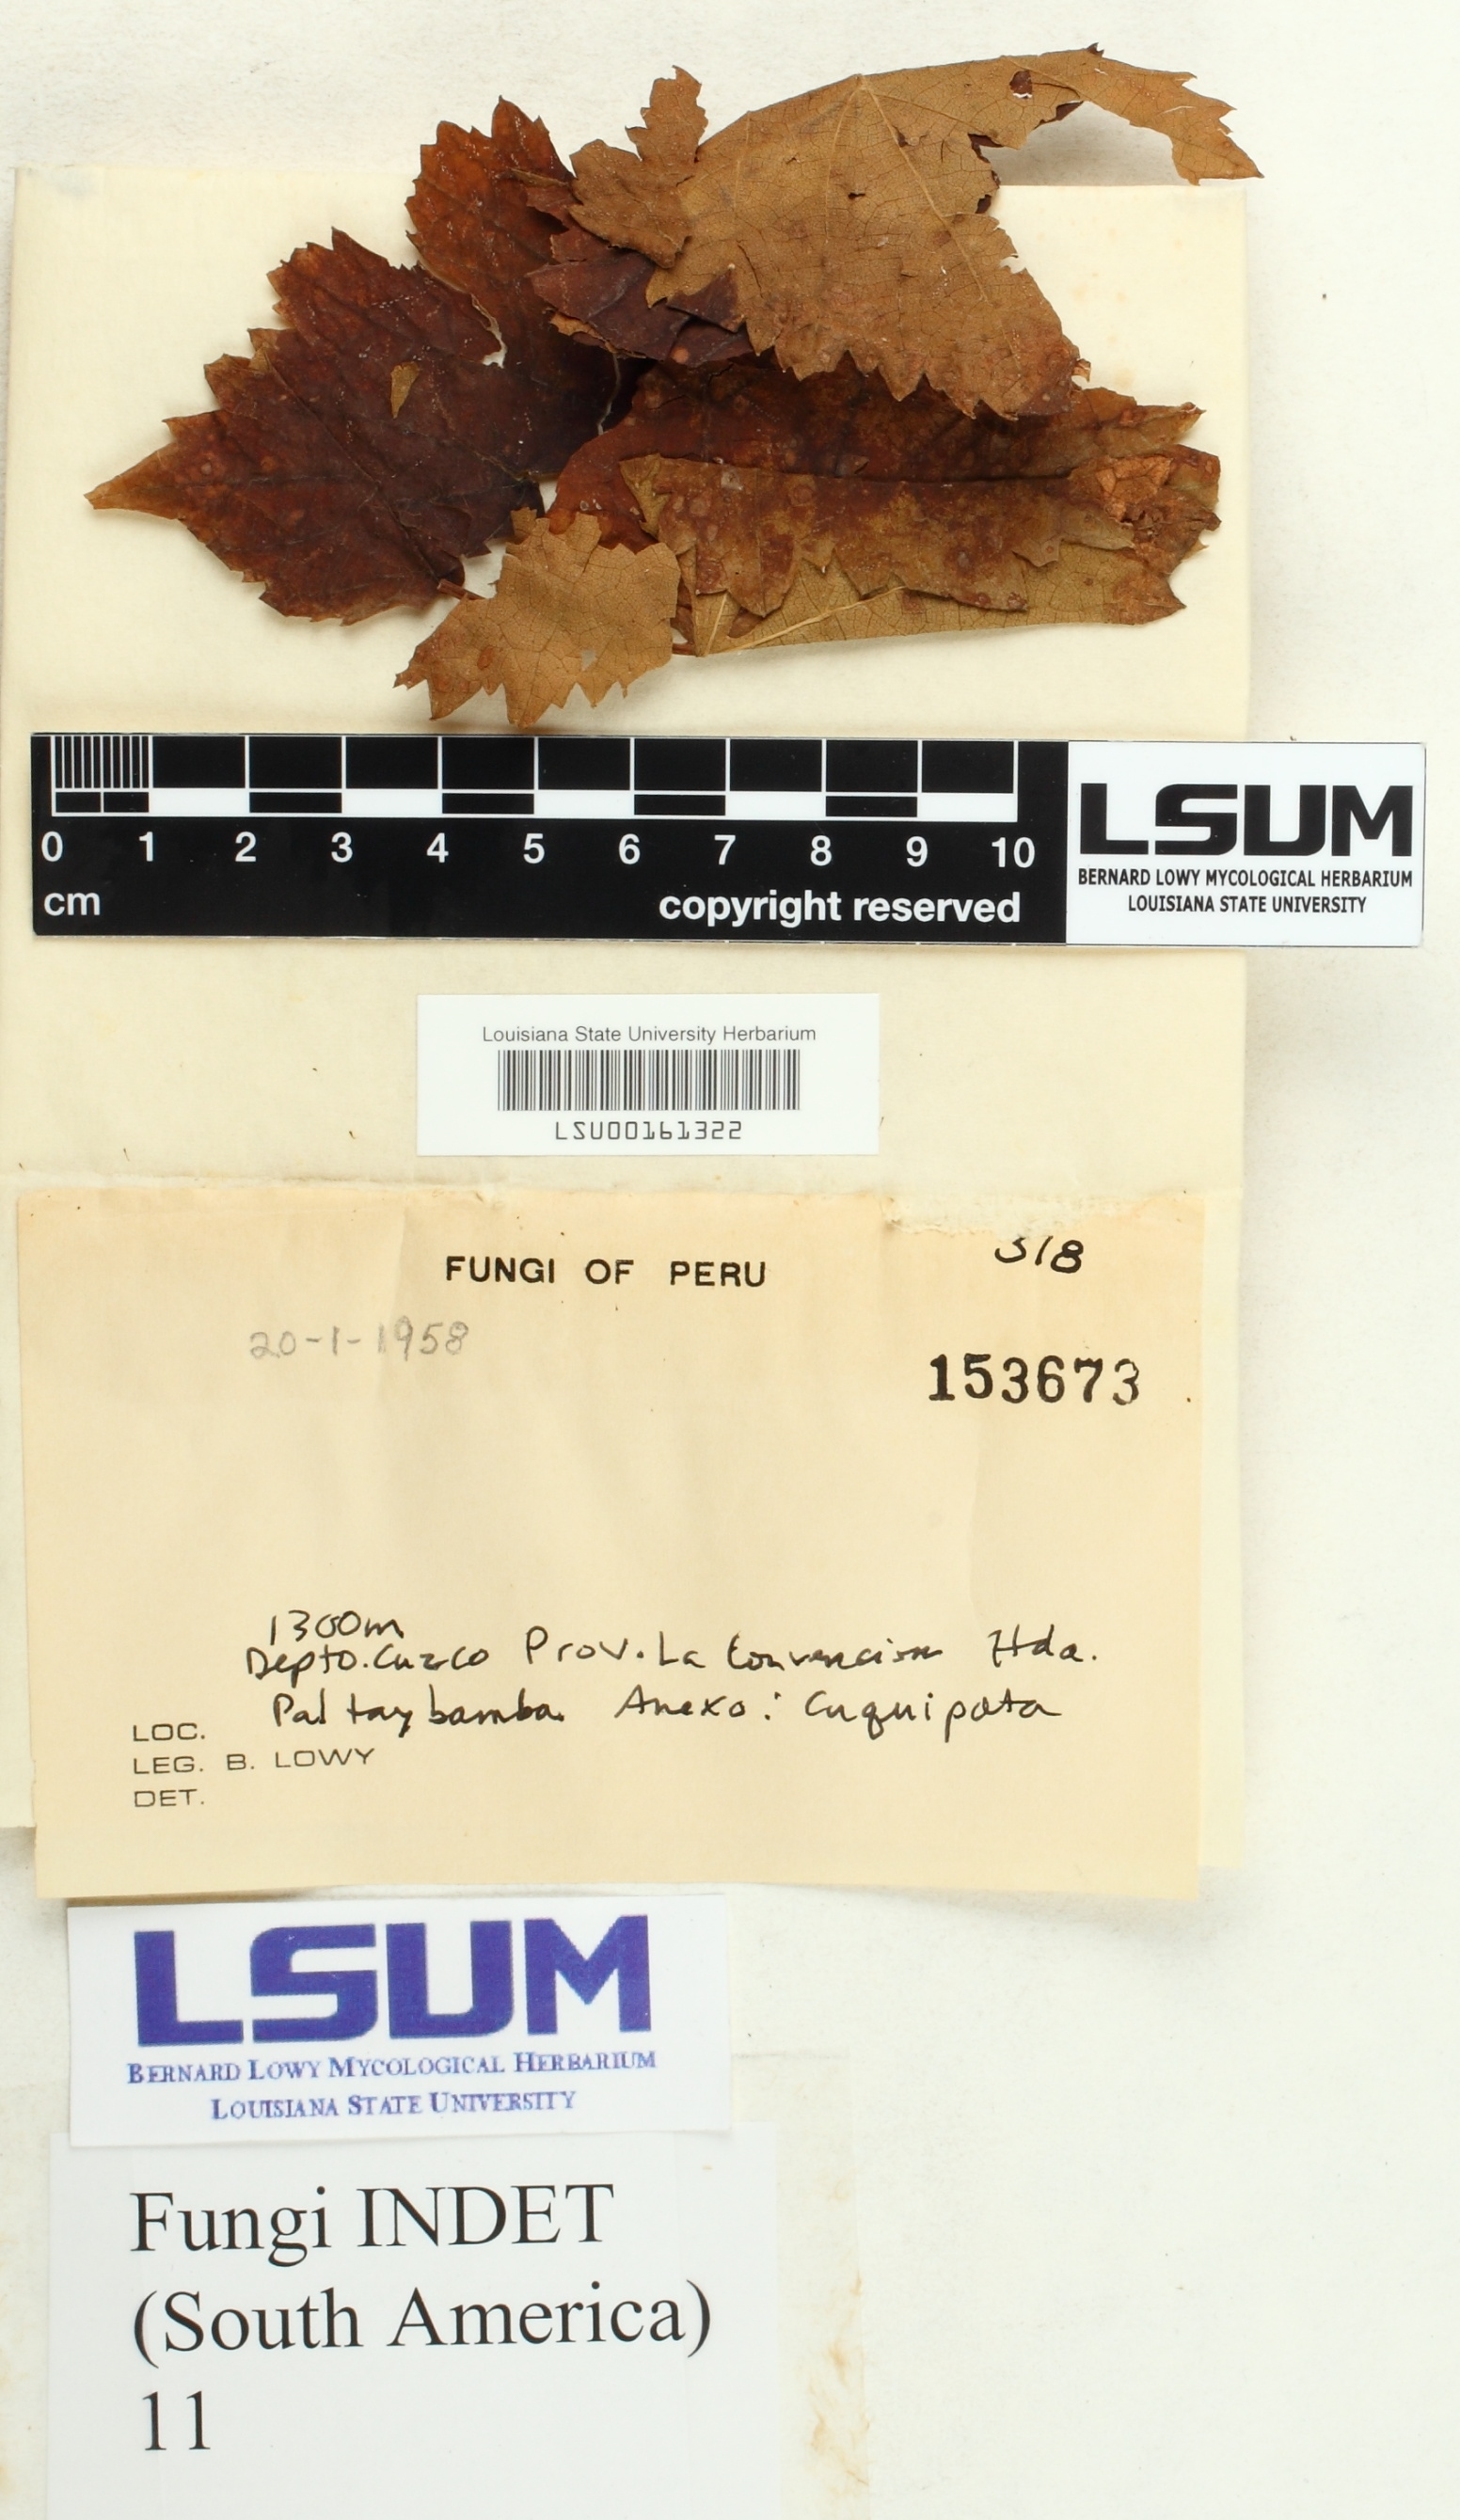 0 1 2 3 4 5 6 7 8 9 10
cm copyright reserved
LSUM
BERNARD LOWY MYCOLOGICAL HERBARIUM
LOUISIANA STATE UNIVERSITY
Louisiana State University Herbarium
LSU00161322
318
FUNGI OF PERU
20-1-1958
153673
1300m
Depto. Cuzco Prov. La Convencion Hda.
Paltaybamba. Anexo: Cuquipata
LOC.
LEG. B. LOWY
DET.
LSUM
BERNARD LOWY MYCOLOGICAL HERBARIUM
LOUISIANA STATE UNIVERSITY
Fungi INDET
(South America)
11